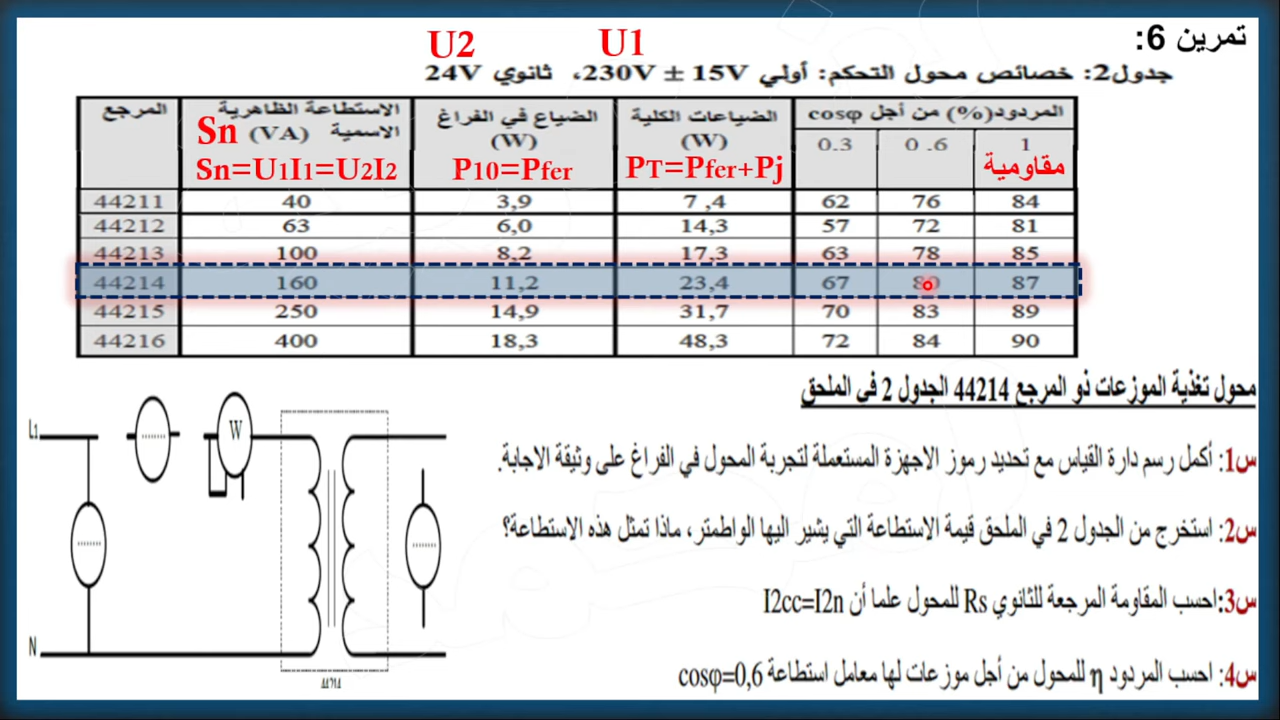 تمرين 6:
U2 U1
جدول2: خصائص محول التحكم: أولي 230V ± 15V، ثانوي 24V
المرجع الاستطاعة الظاهرية الاسمية (VA) الضياع في الفراغ (W) الضياعات الكلية (W) المردود(%) من أجل cosφ
Sn
0.3 0.6 1
Sn=U1I1=U2I2 P10=Pfer PT=Pfer+Pj مقاومية
44211 40 3,9 7,4 62 76 84
44212 63 6,0 14,3 57 72 81
44213 100 8,2 17,3 63 78 85
44214 160 11,2 23,4 67 80 87
44215 250 14,9 31,7 70 83 89
44216 400 18,3 48,3 72 84 90
محول تغذية الموزعات ذو المرجع 44214 الجدول 2 في الملحق
س1: أكمل رسم دارة القياس مع تحديد رموز الاجهزة المستعملة لتجربة المحول في الفراغ على وثيقة الاجابة.
س2: استخرج من الجدول 2 في الملحق قيمة الاستطاعة التي يشير اليها الواطمتر، ماذا تمثل هذه الاستطاعة؟
س3:احسب المقاومة المرجعة للثانوي Rs للمحول علما أن I2cc=I2n
س4: احسب المردود η للمحول من أجل موزعات لها معامل استطاعة cosφ=0,6
L1
W
N
44214